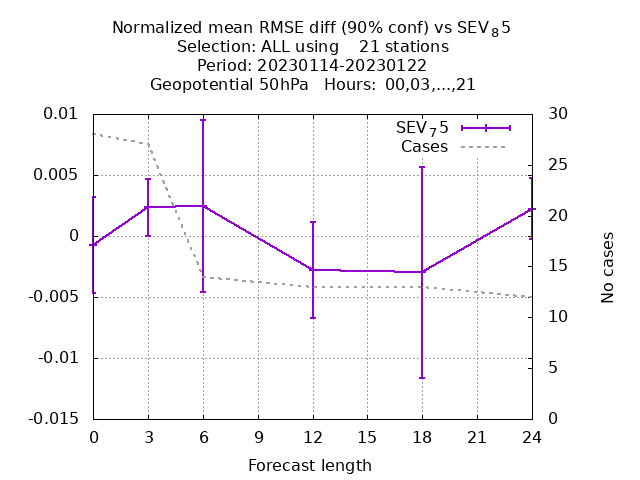 Normalized mean RMSE diff (90% conf) vs SEV₈5
Selection: ALL using    21 stations
Period: 20230114-20230122
Geopotential 50hPa   Hours:  00,03,...,21
0.01
0.005
0
-0.005
-0.01
-0.015
30
25
20
15
10
5
0
SEV₇5
Cases
No cases
0 3 6 9 12 15 18 21 24
Forecast length